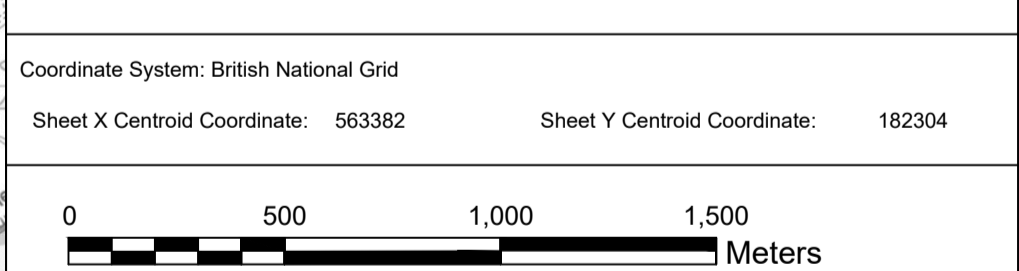 Coordinate System: British National Grid
Sheet X Centroid Coordinate: 563382 Sheet Y Centroid Coordinate: 182304
0 500 1,000 1,500
Meters